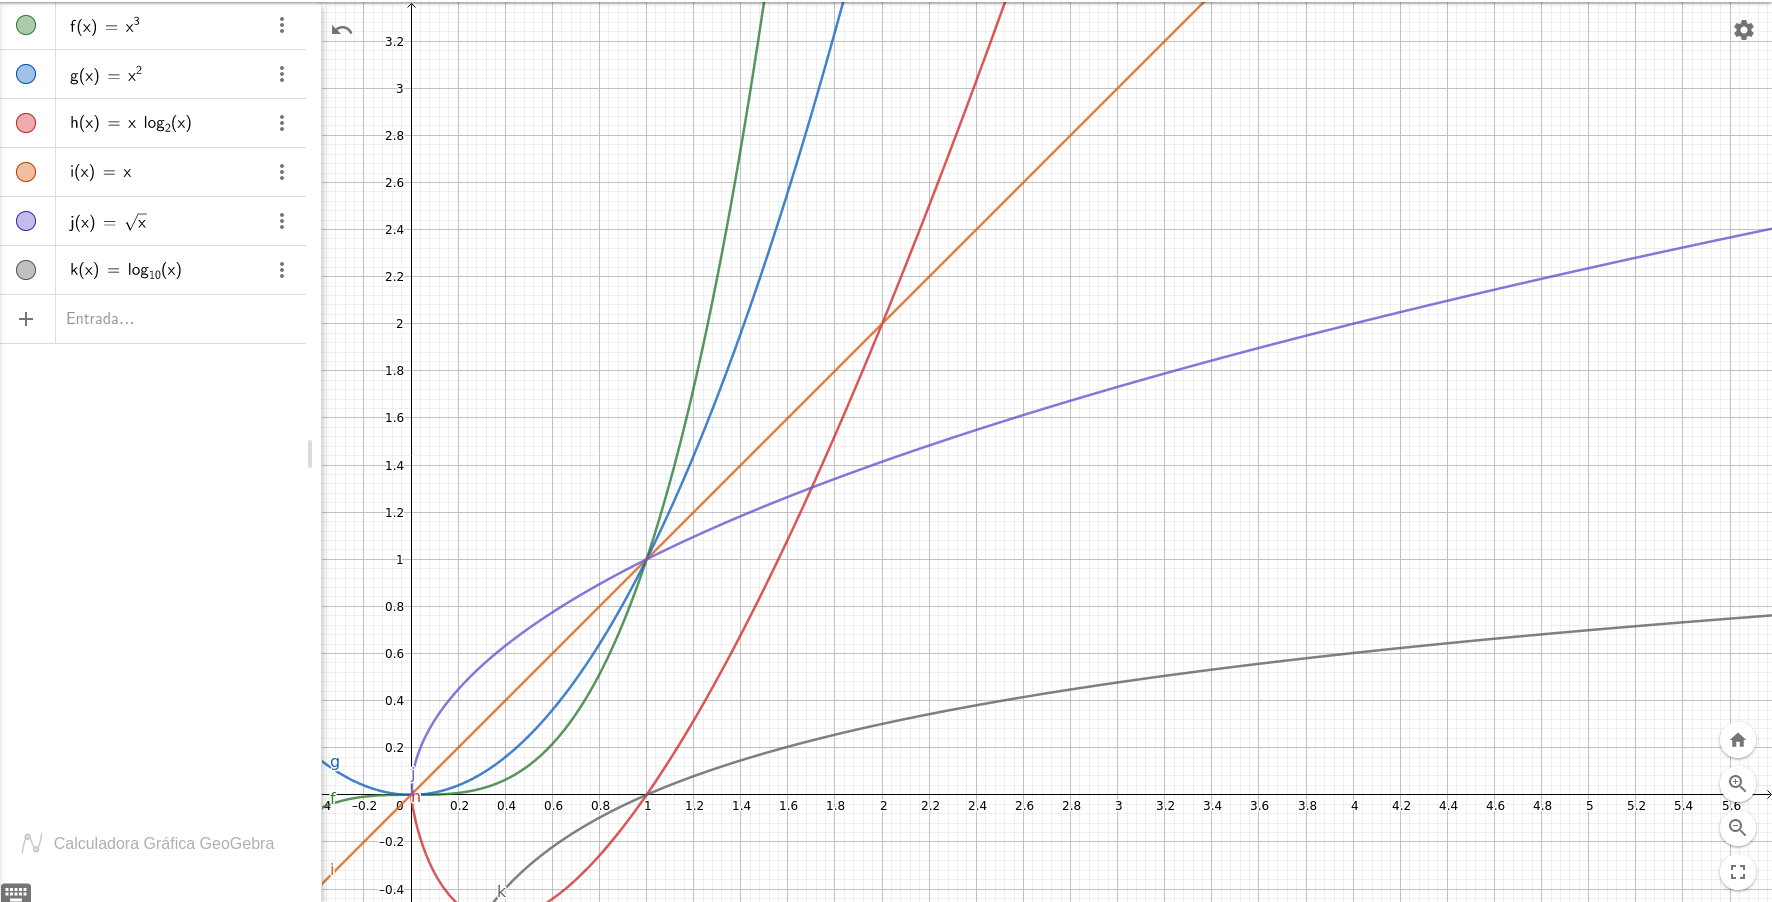 f(x) = x³
g(x) = x²
h(x) = x log₂(x)
i(x) = x
j(x) = √x
k(x) = log₁₀(x)
+ Entrada…
Calculadora Gráfica GeoGebra
3.2
3
2.8
2.6
2.4
2.2
2
1.8
1.6
1.4
1.2
1
0.8
0.6
0.4
0.2
g
j
f
h
4 –0.2 0 0.2 0.4 0.6 0.8 1 1.2 1.4 1.6 1.8 2 2.2 2.4 2.6 2.8 3 3.2 3.4 3.6 3.8 4 4.2 4.4 4.6 4.8 5 5.2 5.4 5.6
–0.2
i
–0.4
k